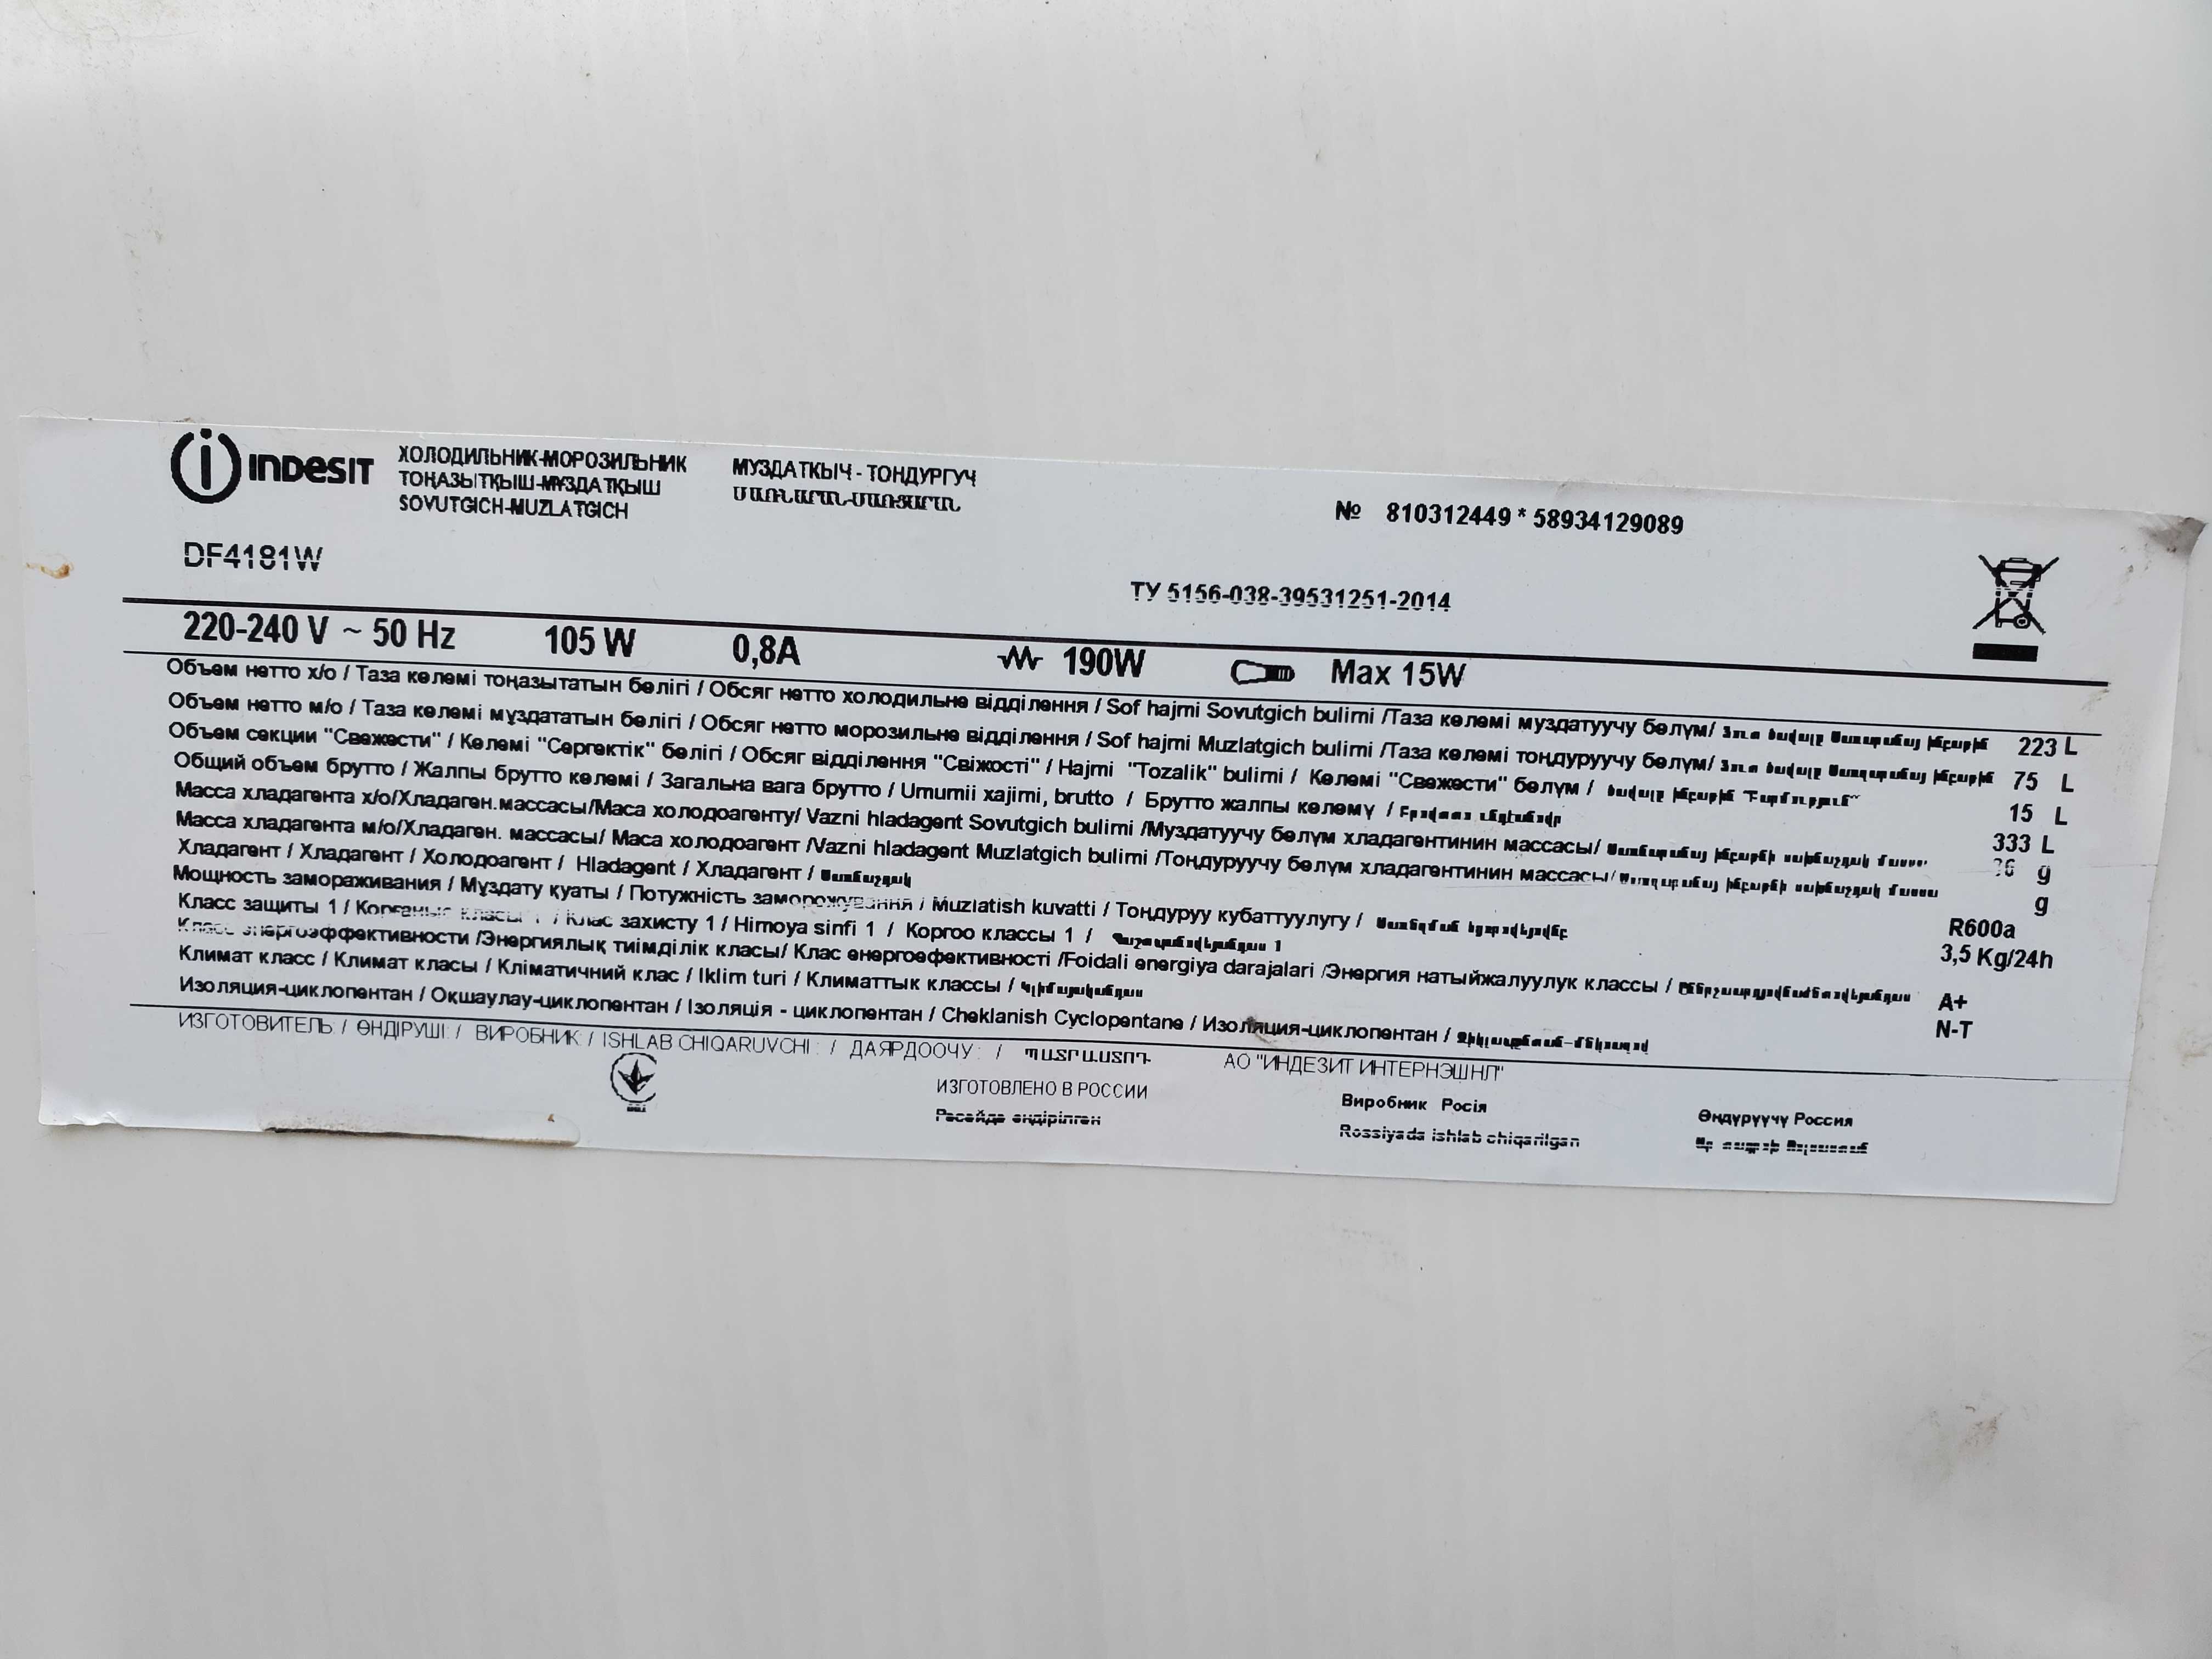 indesit
ХОЛОДИЛЬНИК-МОРОЗИЛЬНИК
ТОҢАЗЫТҚЫШ-МҰЗДАТҚЫШ
SOVUTGICH-MUZLATGICH
МУЗДАТКЫЧ - ТОНДУРГУЧ
ՍԱՌՆԱՐԱՆ-ՍԱՌՑԱՐԱՆ
№ 810312449 * 58934129089
DF4181W
ТУ 5156-038-39531251-2014
220-240 V ~ 50 Hz 105 W 0,8A 190W Max 15W
Объем нетто х/о / Таза көлемі тоңазытатын бөлігі / Обсяг нетто холодильне відділення / Sof hajmi Sovutgich bulimi /Таза көлемі муздатуучу бөлүм/ 223 L
Объем нетто м/о / Таза көлемі мұздататын бөлігі / Обсяг нетто морозильне відділення / Sof hajmi Muzlatgich bulimi /Таза көлемі тоңдуруучу бөлүм/ 75 L
Объем секции "Свежести" / Көлемі "Сергектік" бөлігі / Обсяг відділення "Свіжості" / Hajmi "Tozalik" bulimi / Көлемі "Свежести" бөлүм / 15 L
Общий объем брутто / Жалпы брутто көлемі / Загальна вага брутто / Umumii xajimi, brutto / Брутто жалпы көлөмү / 333 L
Масса хладагента х/о/Хладаген.массасы/Маса холодоагенту/ Vazni hladagent Sovutgich bulimi /Муздатуучу бөлүм хладагентинин массасы/ g
Масса хладагента м/о/Хладаген. массасы/ Маса холодоагент /Vazni hladagent Muzlatgich bulimi /Тоңдуруучу бөлүм хладагентинин массасы/ g
Хладагент / Хладагент / Холодоагент / Hladagent / Хладагент / R600a
Мощность замораживания / Мұздату қуаты / Потужність заморожування / Muzlatish kuvatti / Тоңдуруу кубаттуулугу / 3,5 Kg/24h
Класс защиты 1 / Корғаныс класы 1 / Клас захисту 1 / Himoya sinfi 1 / Коргоо классы 1 / 1
Класс энергоэффективности /Энергиялық тиімділік класы/ Клас енергоефективності /Foidali energiya darajalari /Энергия натыйжалуулук классы / A+
Климат класс / Климат класы / Кліматичний клас / Iklim turi / Климаттык классы / N-T
Изоляция-циклопентан / Оқшаулау-циклопентан / Ізоляція - циклопентан / Cheklanish Cyclopentane / Изоляция-циклопентан /
ИЗГОТОВИТЕЛЬ: / ӨНДІРУШІ: / ВИРОБНИК: / ISHLAB CHIQARUVCHI : / ДАЯРДООЧУ: / ՊԱՏՐԱՍՏՈՂ АО "ИНДЕЗИТ ИНТЕРНЭШНЛ"
ИЗГОТОВЛЕНО В РОССИИ
Ресейде өндірілген
Виробник Росія
Rossiyada ishlab chiqarilgan
Өндүрүүчү Россия